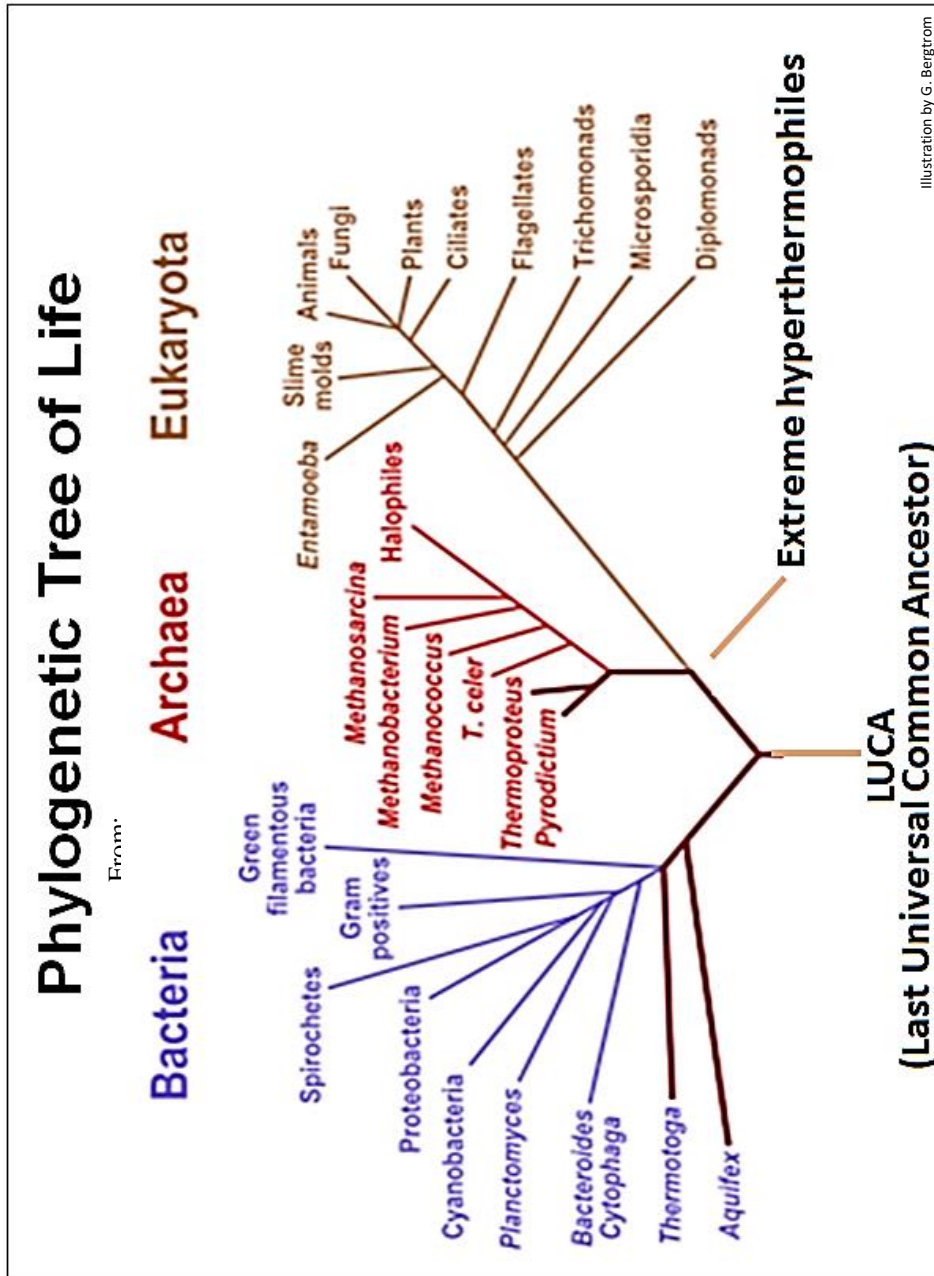 Phylogenetic Tree of Life
From:
Bacteria
Archaea
Eukaryota
Green
filamentous
bacteria
Spirochetes
Gram
positives
Proteobacteria
Cyanobacteria
Planctomyces
Bacteroides
Cytophaga
Thermotoga
Aquifex
Methanosarcina
Methanobacterium
Methanococcus
T. celer
Thermoproteus
Pyrodictium
Halophiles
Entamoeba
Slime
molds
Animals
Fungi
Plants
Ciliates
Flagellates
Trichomonads
Microsporidia
Diplomonads
Extreme hyperthermophiles
LUCA
(Last Universal Common Ancestor)
Illustration by G. Bergtrom